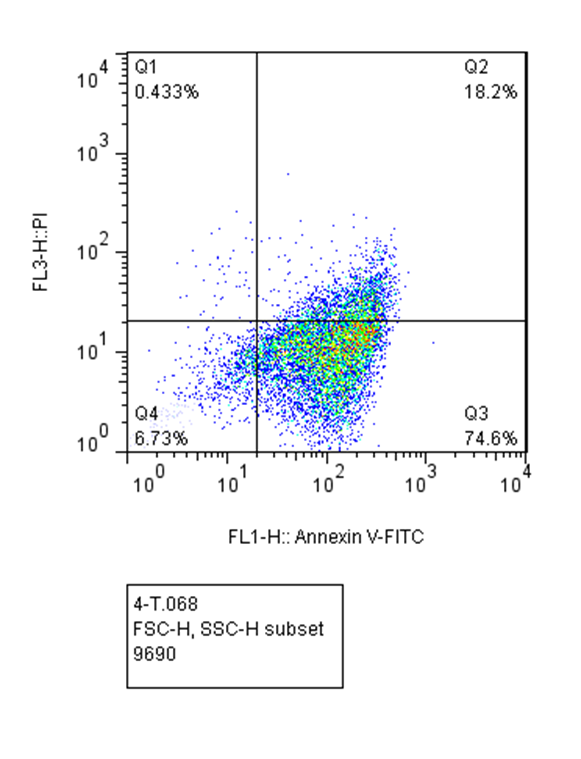 Q1
0.433%
Q2
18.2%
Q4
6.73%
Q3
74.6%
10^4
10^3
10^2
10^1
10^0
FL3-H::PI
10^0 10^1 10^2 10^3 10^4
FL1-H:: Annexin V-FITC
4-T.068
FSC-H, SSC-H subset
9690